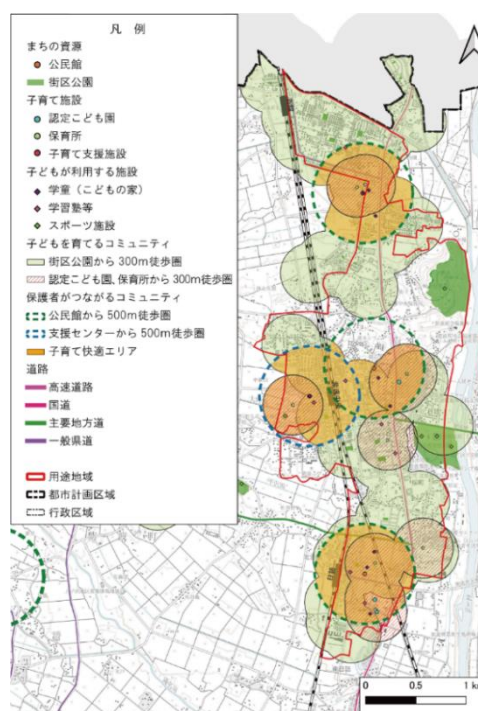 凡 例
まちの資源
公民館
街区公園
子育て施設
認定こども園
保育所
子育て支援施設
子どもが利用する施設
学童（こどもの家）
学習塾等
スポーツ施設
子どもを育てるコミュニティ
街区公園から300m徒歩圏
認定こども園、保育所から300m徒歩圏
保護者がつながるコミュニティ
公民館から500m徒歩圏
支援センターから500m徒歩圏
子育て快適エリア
道路
高速道路
国道
主要地方道
一般県道
用途地域
都市計画区域
行政区域
0 0.5 1 km